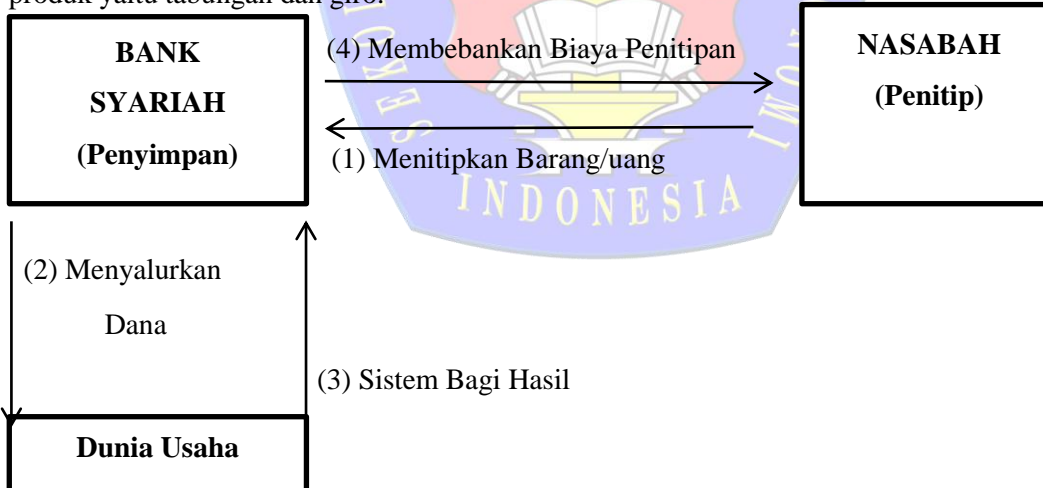 produk yaitu tabungan dan giro.
BANK
SYARIAH
(Penyimpan)
(4) Membebankan Biaya Penitipan
(1) Menitipkan Barang/uang
NASABAH
(Penitip)
INDONESIA
(2) Menyalurkan
Dana
(3) Sistem Bagi Hasil
Dunia Usaha